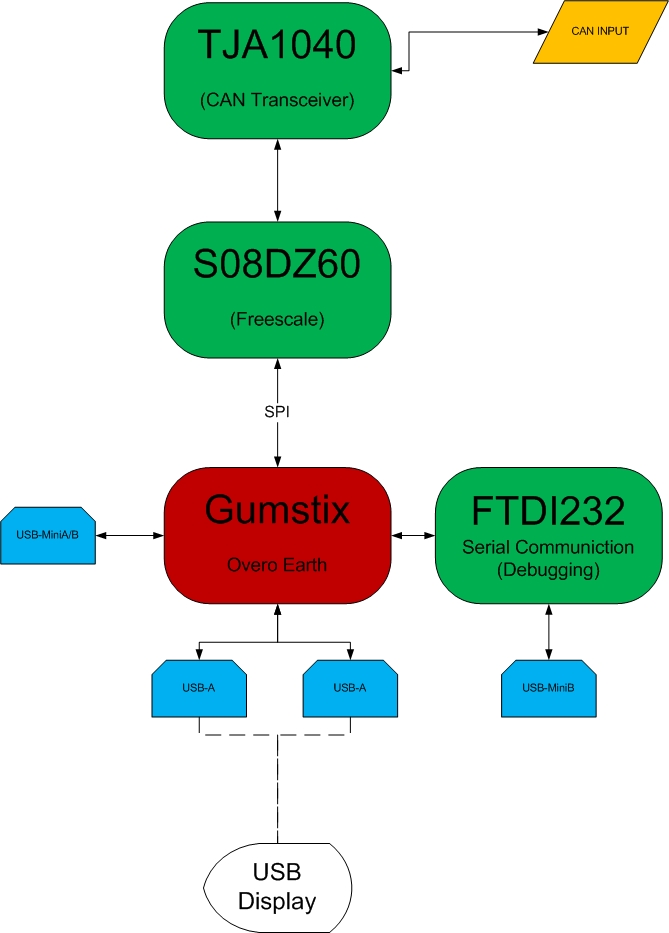 TJA1040
(CAN Transceiver)
CAN INPUT
S08DZ60
(Freescale)
SPI
Gumstix
Overo Earth
FTDI232
Serial Communiction
(Debugging)
USB-MiniA/B
USB-A
USB-A
USB-MiniB
USB
Display